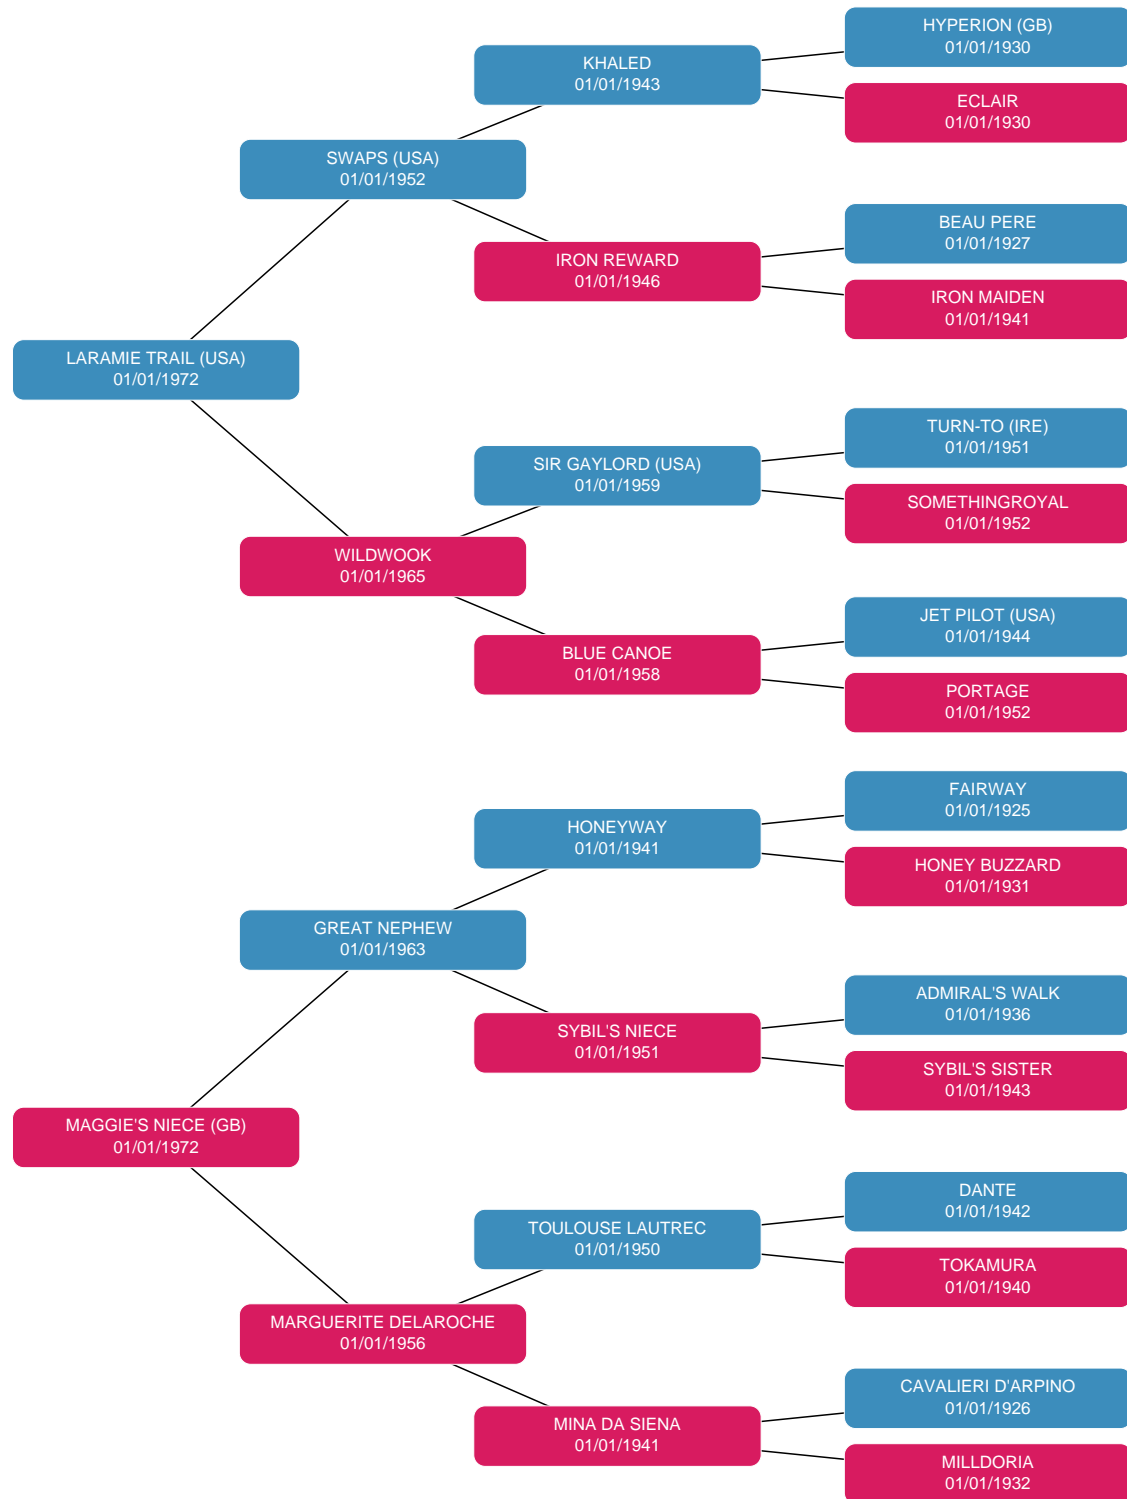 HYPERION (GB)
01/01/1930
KHALED
01/01/1943
ECLAIR
01/01/1930
SWAPS (USA)
01/01/1952
BEAU PERE
01/01/1927
IRON REWARD
01/01/1946
IRON MAIDEN
01/01/1941
LARAMIE TRAIL (USA)
01/01/1972
TURN-TO (IRE)
01/01/1951
SIR GAYLORD (USA)
01/01/1959
SOMETHINGROYAL
01/01/1952
WILDWOOK
01/01/1965
JET PILOT (USA)
01/01/1944
BLUE CANOE
01/01/1958
PORTAGE
01/01/1952
FAIRWAY
01/01/1925
HONEYWAY
01/01/1941
HONEY BUZZARD
01/01/1931
GREAT NEPHEW
01/01/1963
ADMIRAL'S WALK
01/01/1936
SYBIL'S NIECE
01/01/1951
SYBIL'S SISTER
01/01/1943
MAGGIE'S NIECE (GB)
01/01/1972
DANTE
01/01/1942
TOULOUSE LAUTREC
01/01/1950
TOKAMURA
01/01/1940
MARGUERITE DELAROCHE
01/01/1956
CAVALIERI D'ARPINO
01/01/1926
MINA DA SIENA
01/01/1941
MILLDORIA
01/01/1932